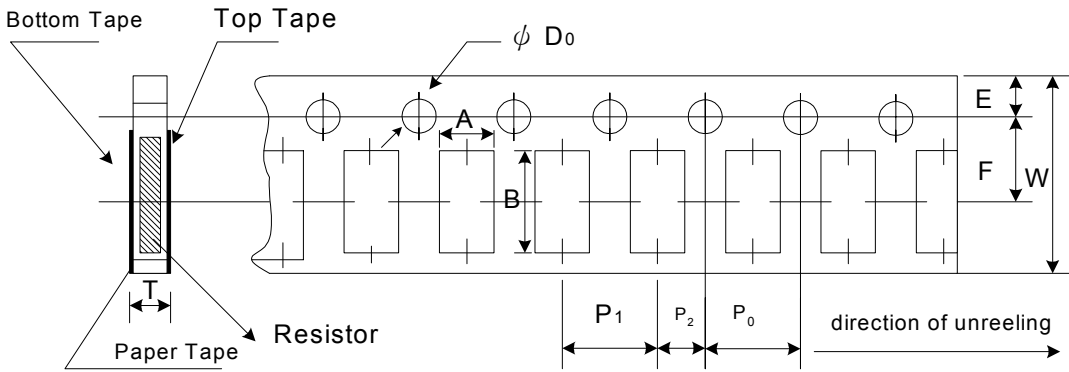 Bottom Tape
Top Tape
ψ D₀
E
A
F
W
B
T
P₁
P₂
P₀
direction of unreeling
Resistor
Paper Tape